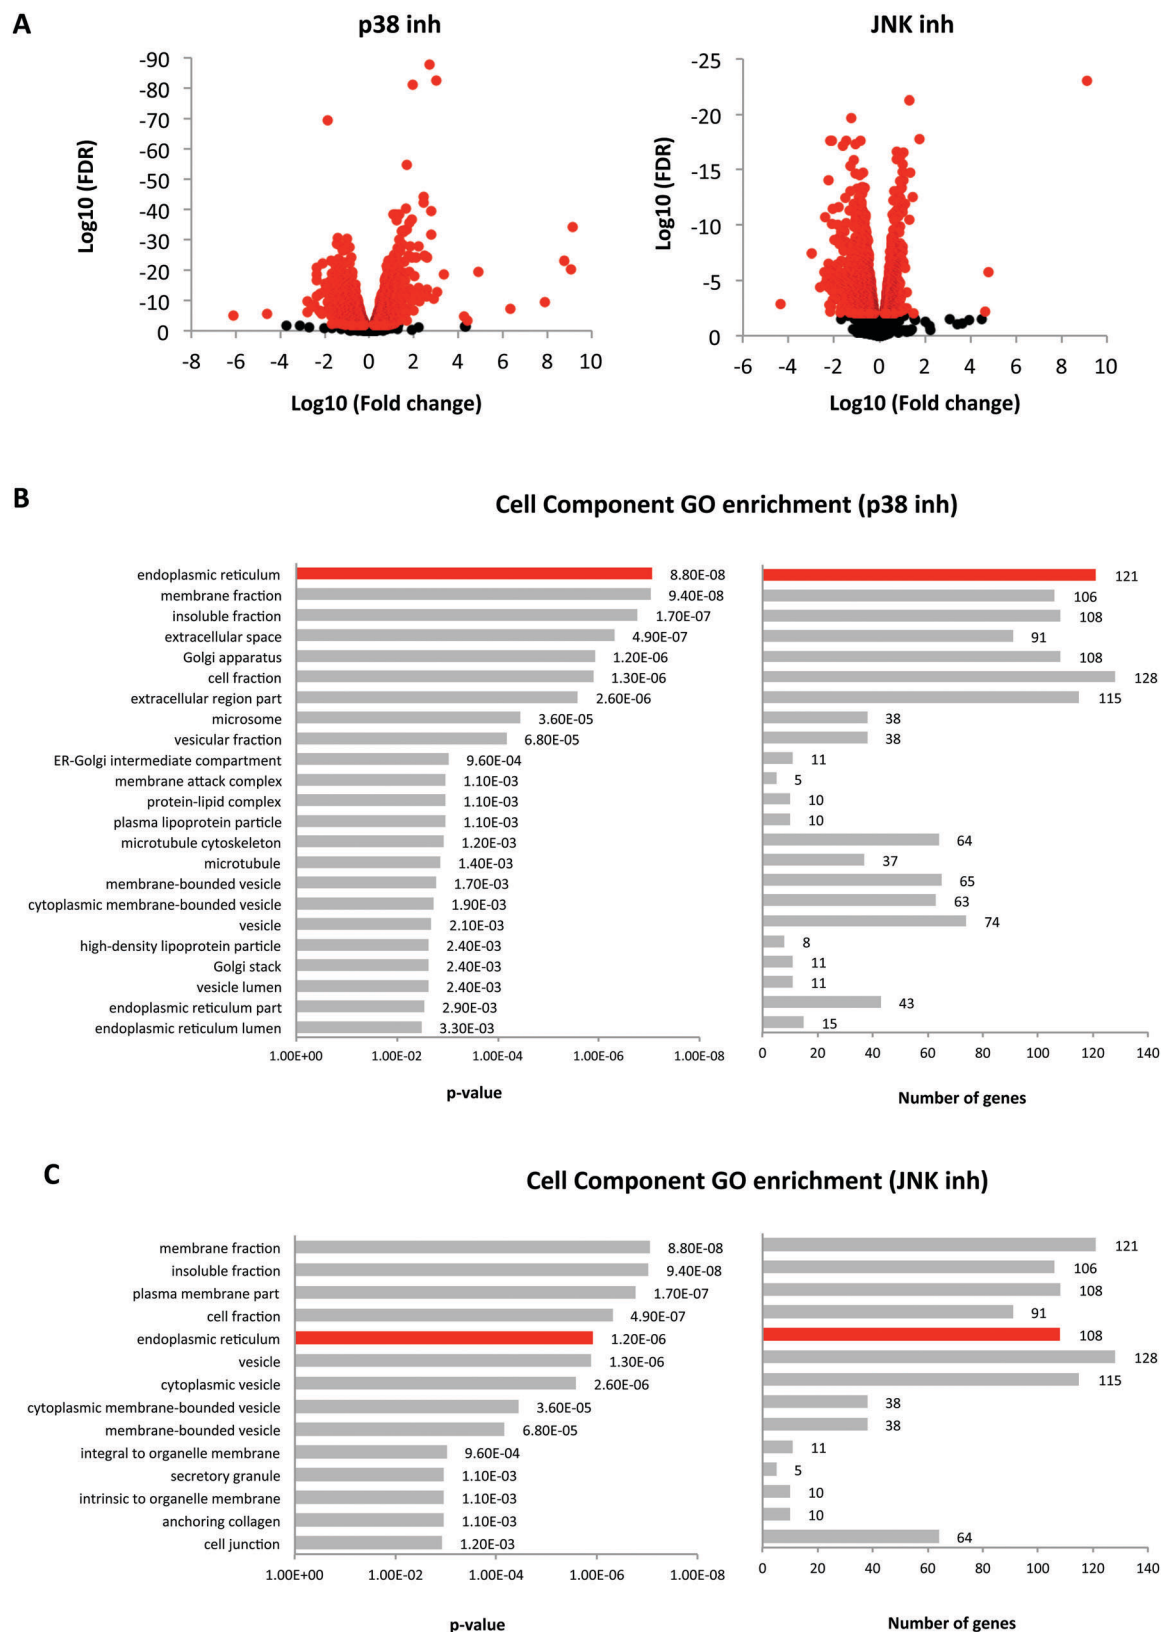 A
p38 inh
JNK inh
-90
-80
-70
-60
-50
-40
-30
-20
-10
0
Log10 (FDR)
-8 -6 -4 -2 0 2 4 6 8 10
Log10 (Fold change)
-25
-20
-15
-10
-5
0
Log10 (FDR)
-6 -4 -2 0 2 4 6 8 10
Log10 (Fold change)
B
Cell Component GO enrichment (p38 inh)
endoplasmic reticulum 8.80E-08 121
membrane fraction 9.40E-08 106
insoluble fraction 1.70E-07 108
extracellular space 4.90E-07 91
Golgi apparatus 1.20E-06 108
cell fraction 1.30E-06 128
extracellular region part 2.60E-06 115
microsome 3.60E-05 38
vesicular fraction 6.80E-05 38
ER-Golgi intermediate compartment 9.60E-04 11
membrane attack complex 1.10E-03 5
protein-lipid complex 1.10E-03 10
plasma lipoprotein particle 1.10E-03 10
microtubule cytoskeleton 1.20E-03 64
microtubule 1.40E-03 37
membrane-bounded vesicle 1.70E-03 65
cytoplasmic membrane-bounded vesicle 1.90E-03 63
vesicle 2.10E-03 74
high-density lipoprotein particle 2.40E-03 8
Golgi stack 2.40E-03 11
vesicle lumen 2.40E-03 11
endoplasmic reticulum part 2.90E-03 43
endoplasmic reticulum lumen 3.30E-03 15
1.00E+00 1.00E-02 1.00E-04 1.00E-06 1.00E-08
0 20 40 60 80 100 120 140
p-value
Number of genes
C
Cell Component GO enrichment (JNK inh)
membrane fraction 8.80E-08 121
insoluble fraction 9.40E-08 106
plasma membrane part 1.70E-07 108
cell fraction 4.90E-07 91
endoplasmic reticulum 1.20E-06 108
vesicle 1.30E-06 128
cytoplasmic vesicle 2.60E-06 115
cytoplasmic membrane-bounded vesicle 3.60E-05 38
membrane-bounded vesicle 6.80E-05 38
integral to organelle membrane 9.60E-04 11
secretory granule 1.10E-03 5
intrinsic to organelle membrane 1.10E-03 10
anchoring collagen 1.10E-03 10
cell junction 1.20E-03 64
1.00E+00 1.00E-02 1.00E-04 1.00E-06 1.00E-08
0 20 40 60 80 100 120 140
p-value
Number of genes